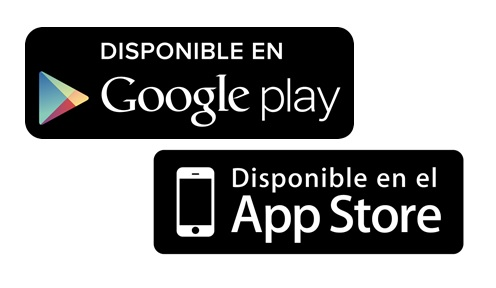 DISPONIBLE EN
Google play
Disponible en el
App Store